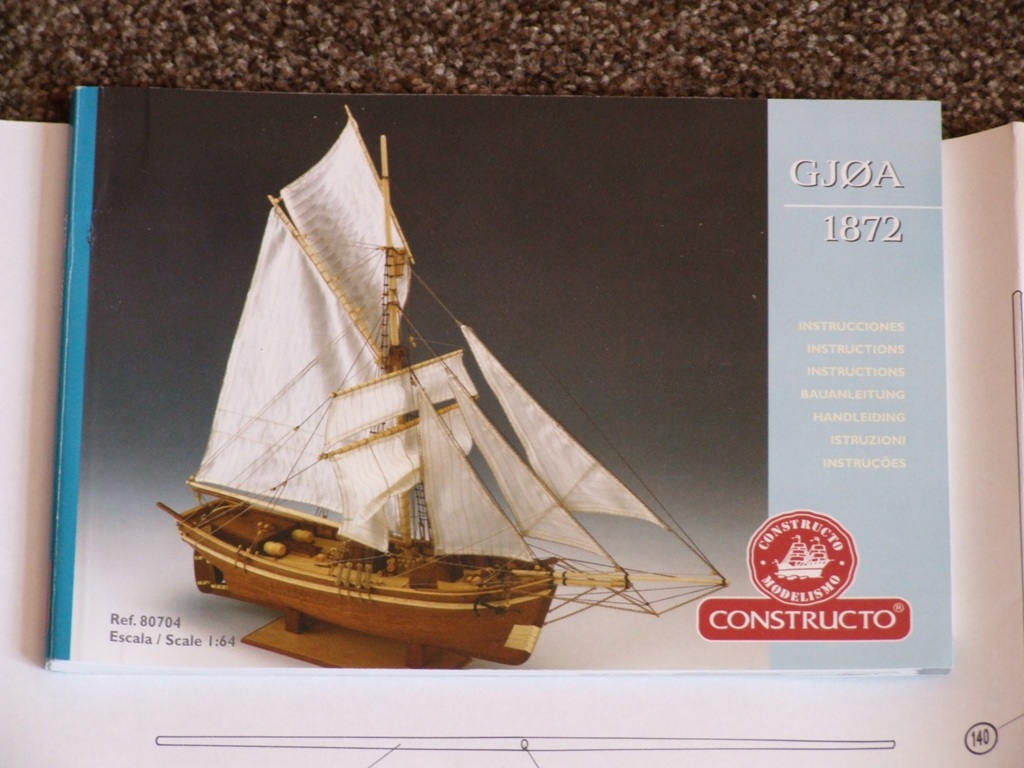 GJØA
1872
INSTRUCCIONES
INSTRUCTIONS
INSTRUCTIONS
BAUANLEITUNG
HANDLEIDING
ISTRUZIONI
INSTRUÇÕES
CONSTRUCTO
MODELISMO
CONSTRUCTO®
Ref. 80704
Escala / Scale 1:64
140